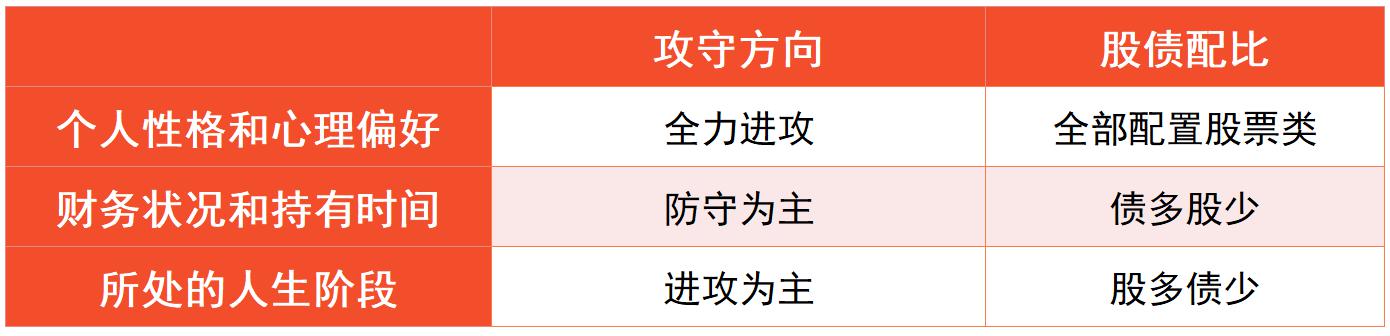 攻守方向 股债配比
个人性格和心理偏好 全力进攻 全部配置股票类
财务状况和持有时间 防守为主 债多股少
所处的人生阶段 进攻为主 股多债少